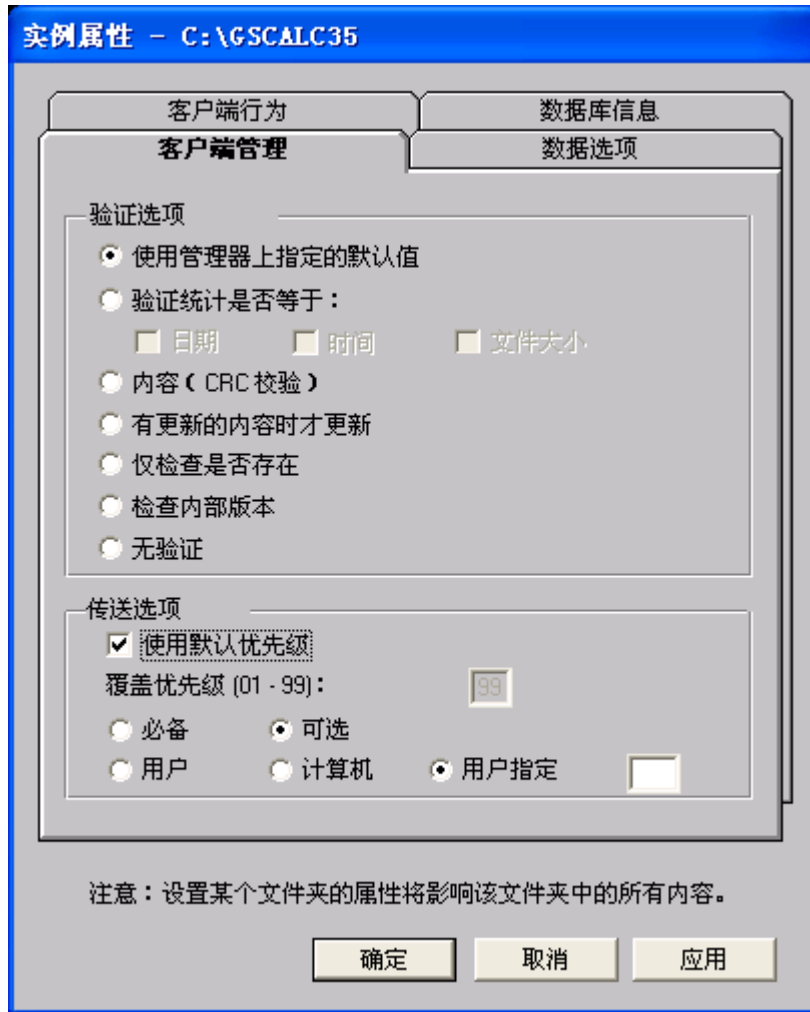 实例属性 - C:\GSCALC35
客户端行为 数据库信息
客户端管理 数据选项
验证选项
使用管理器上指定的默认值
验证统计是否等于：
日期 时间 文件大小
内容（CRC 校验）
有更新的内容时才更新
仅检查是否存在
检查内部版本
无验证
传送选项
使用默认优先级
覆盖优先级 (01 - 99)： 99
必备 可选
用户 计算机 用户指定
注意：设置某个文件夹的属性将影响该文件夹中的所有内容。
确定 取消 应用